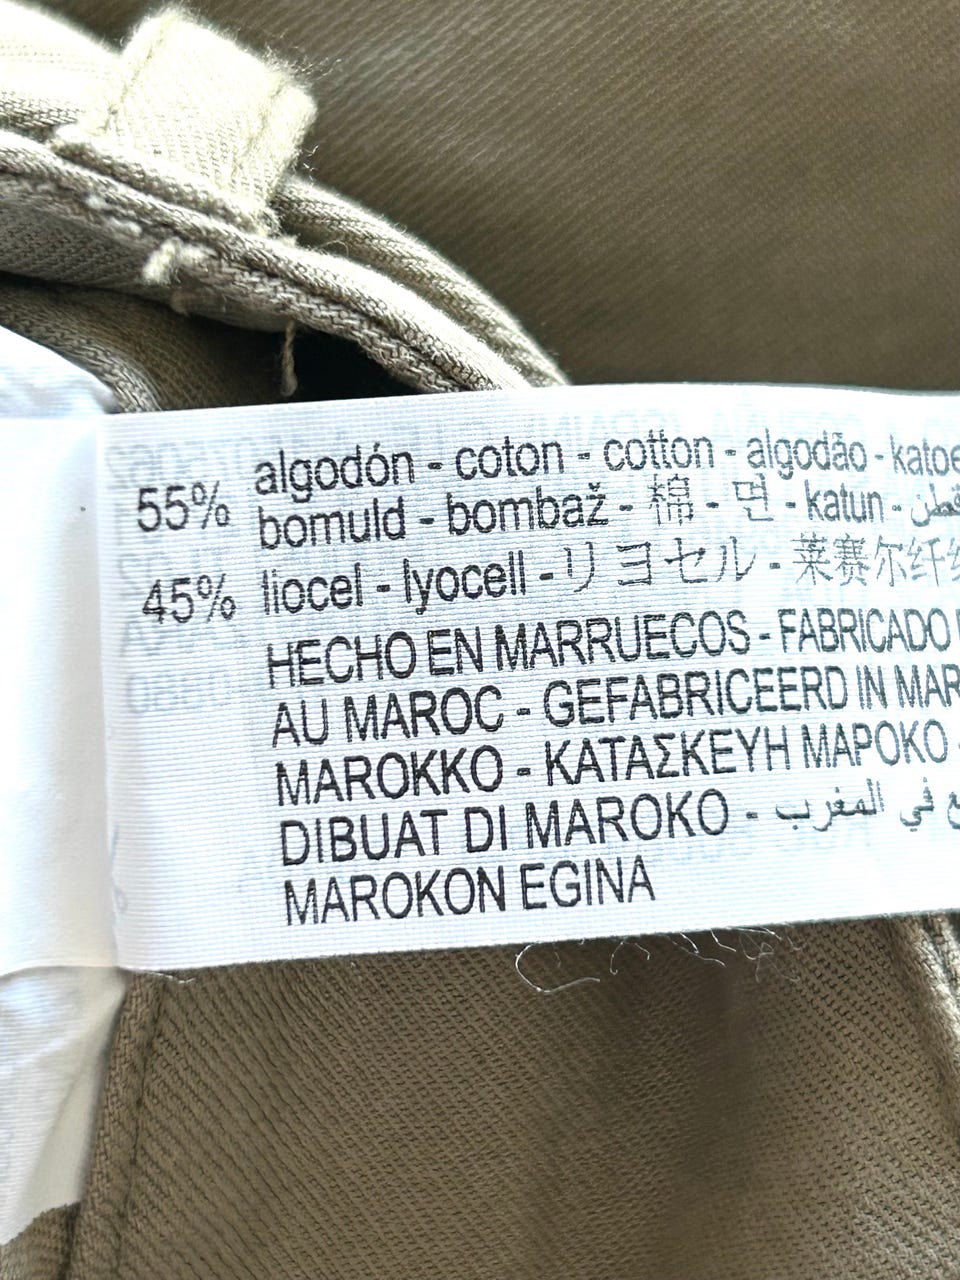 55% algodón - coton - cotton - algodão - katoe
bomuld - bombaž - 棉 - 면 - katun - قطن
45% liocel - lyocell - リヨセル - 莱赛尔纤
HECHO EN MARRUECOS - FABRICADO
AU MAROC - GEFABRICEERD IN MAR
MAROKKO - ΚΑΤΑΣΚΕΥΗ ΜΑΡΟΚΟ -
DIBUAT DI MAROKO - في المغرب
MAROKON EGINA